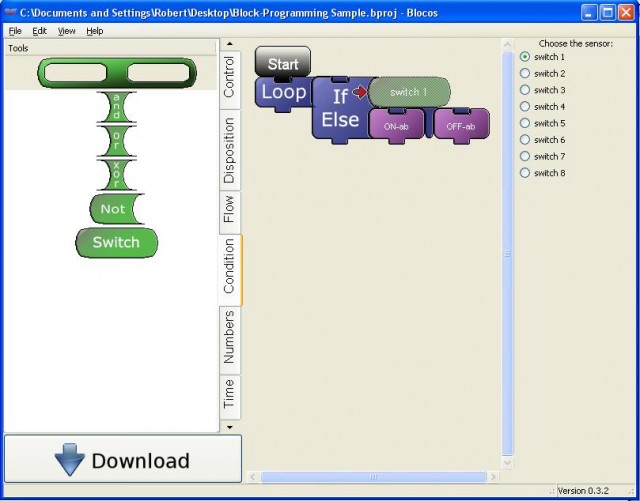 C:\Documents and Settings\Robert\Desktop\Block-Programming Sample.bproj - Blocos
File Edit View Help
Tools
and
or
xor
Not
Switch
Control
Disposition
Flow
Condition
Numbers
Time
Download
Start
Loop
If
Else
switch 1
ON-ab
OFF-ab
Choose the sensor:
switch 1
switch 2
switch 3
switch 4
switch 5
switch 6
switch 7
switch 8
Version 0.3.2